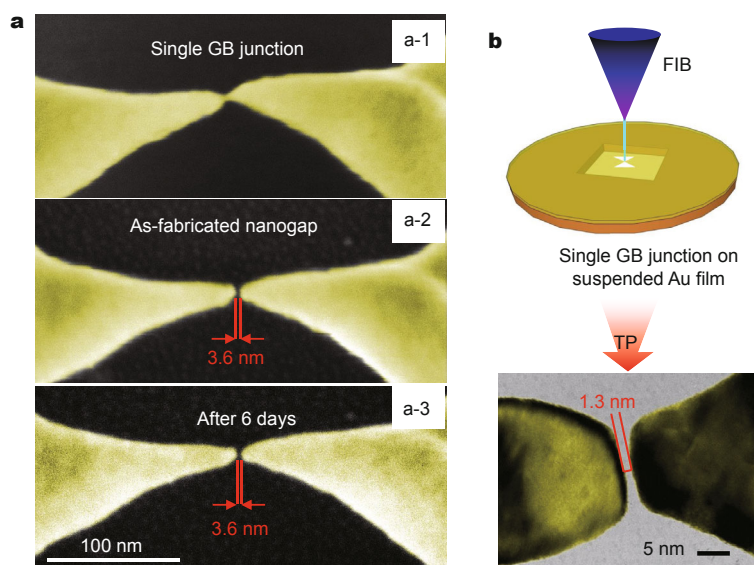 a
a-1
Single GB junction
a-2
As-fabricated nanogap
3.6 nm
a-3
After 6 days
3.6 nm
100 nm
b
FIB
Single GB junction on
suspended Au film
TP
1.3 nm
5 nm